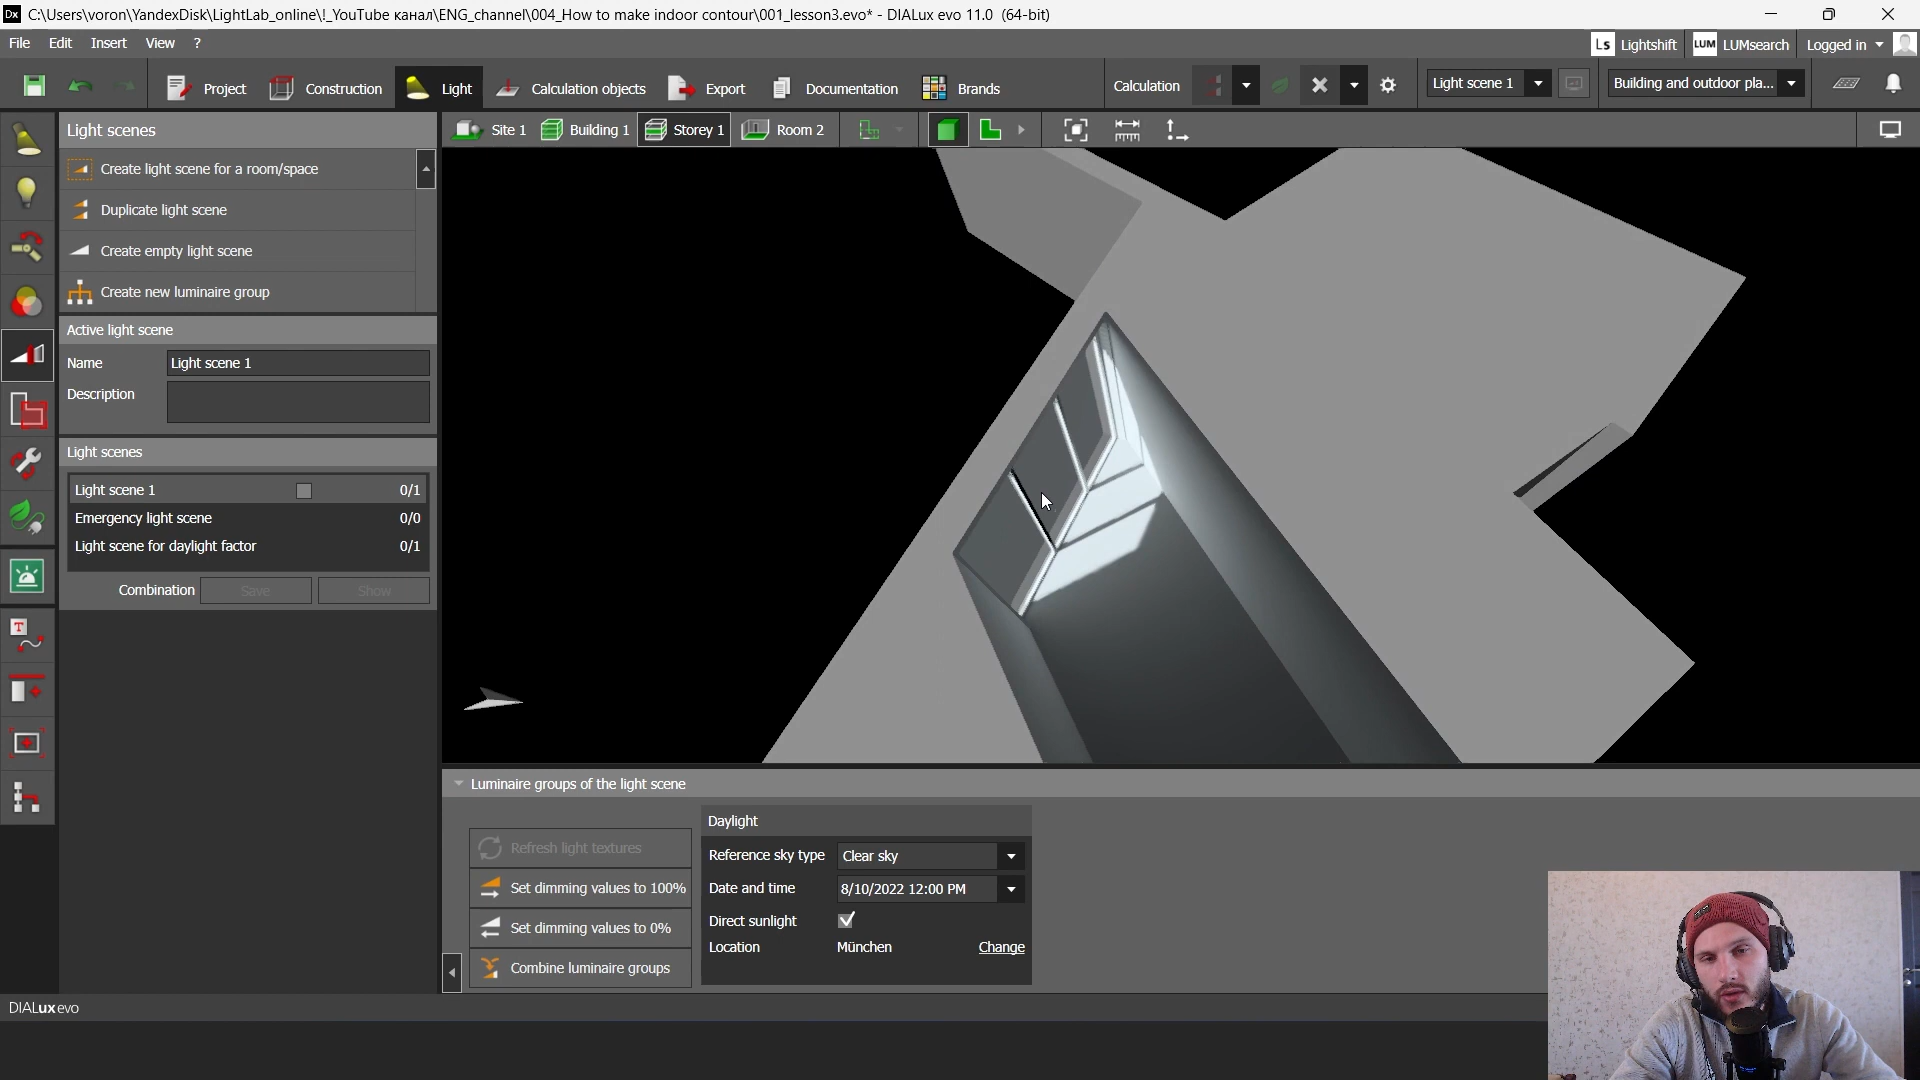 Dx C:\Users\voron\YandexDisk\LightLab_online\!_YouTube канал\ENG_channel\004_How to make indoor contour\001_lesson3.evo* - DIALux evo 11.0 (64-bit)
File Edit Insert View ?
Ls Lightshift LUM LUMsearch Logged in
Project Construction Light Calculation objects Export Documentation Brands Calculation Light scene 1 Building and outdoor pla...
Light scenes
Site 1 Building 1 Storey 1 Room 2
Create light scene for a room/space
Duplicate light scene
Create empty light scene
Create new luminaire group
Active light scene
Name Light scene 1
Description
Light scenes
Light scene 1 0/1
Emergency light scene 0/0
Light scene for daylight factor 0/1
Combination Save Show
T
Luminaire groups of the light scene
Daylight
Refresh light textures
Reference sky type Clear sky
Set dimming values to 100%
Date and time 8/10/2022 12:00 PM
Set dimming values to 0%
Direct sunlight
Location München Change
Combine luminaire groups
DIALux evo